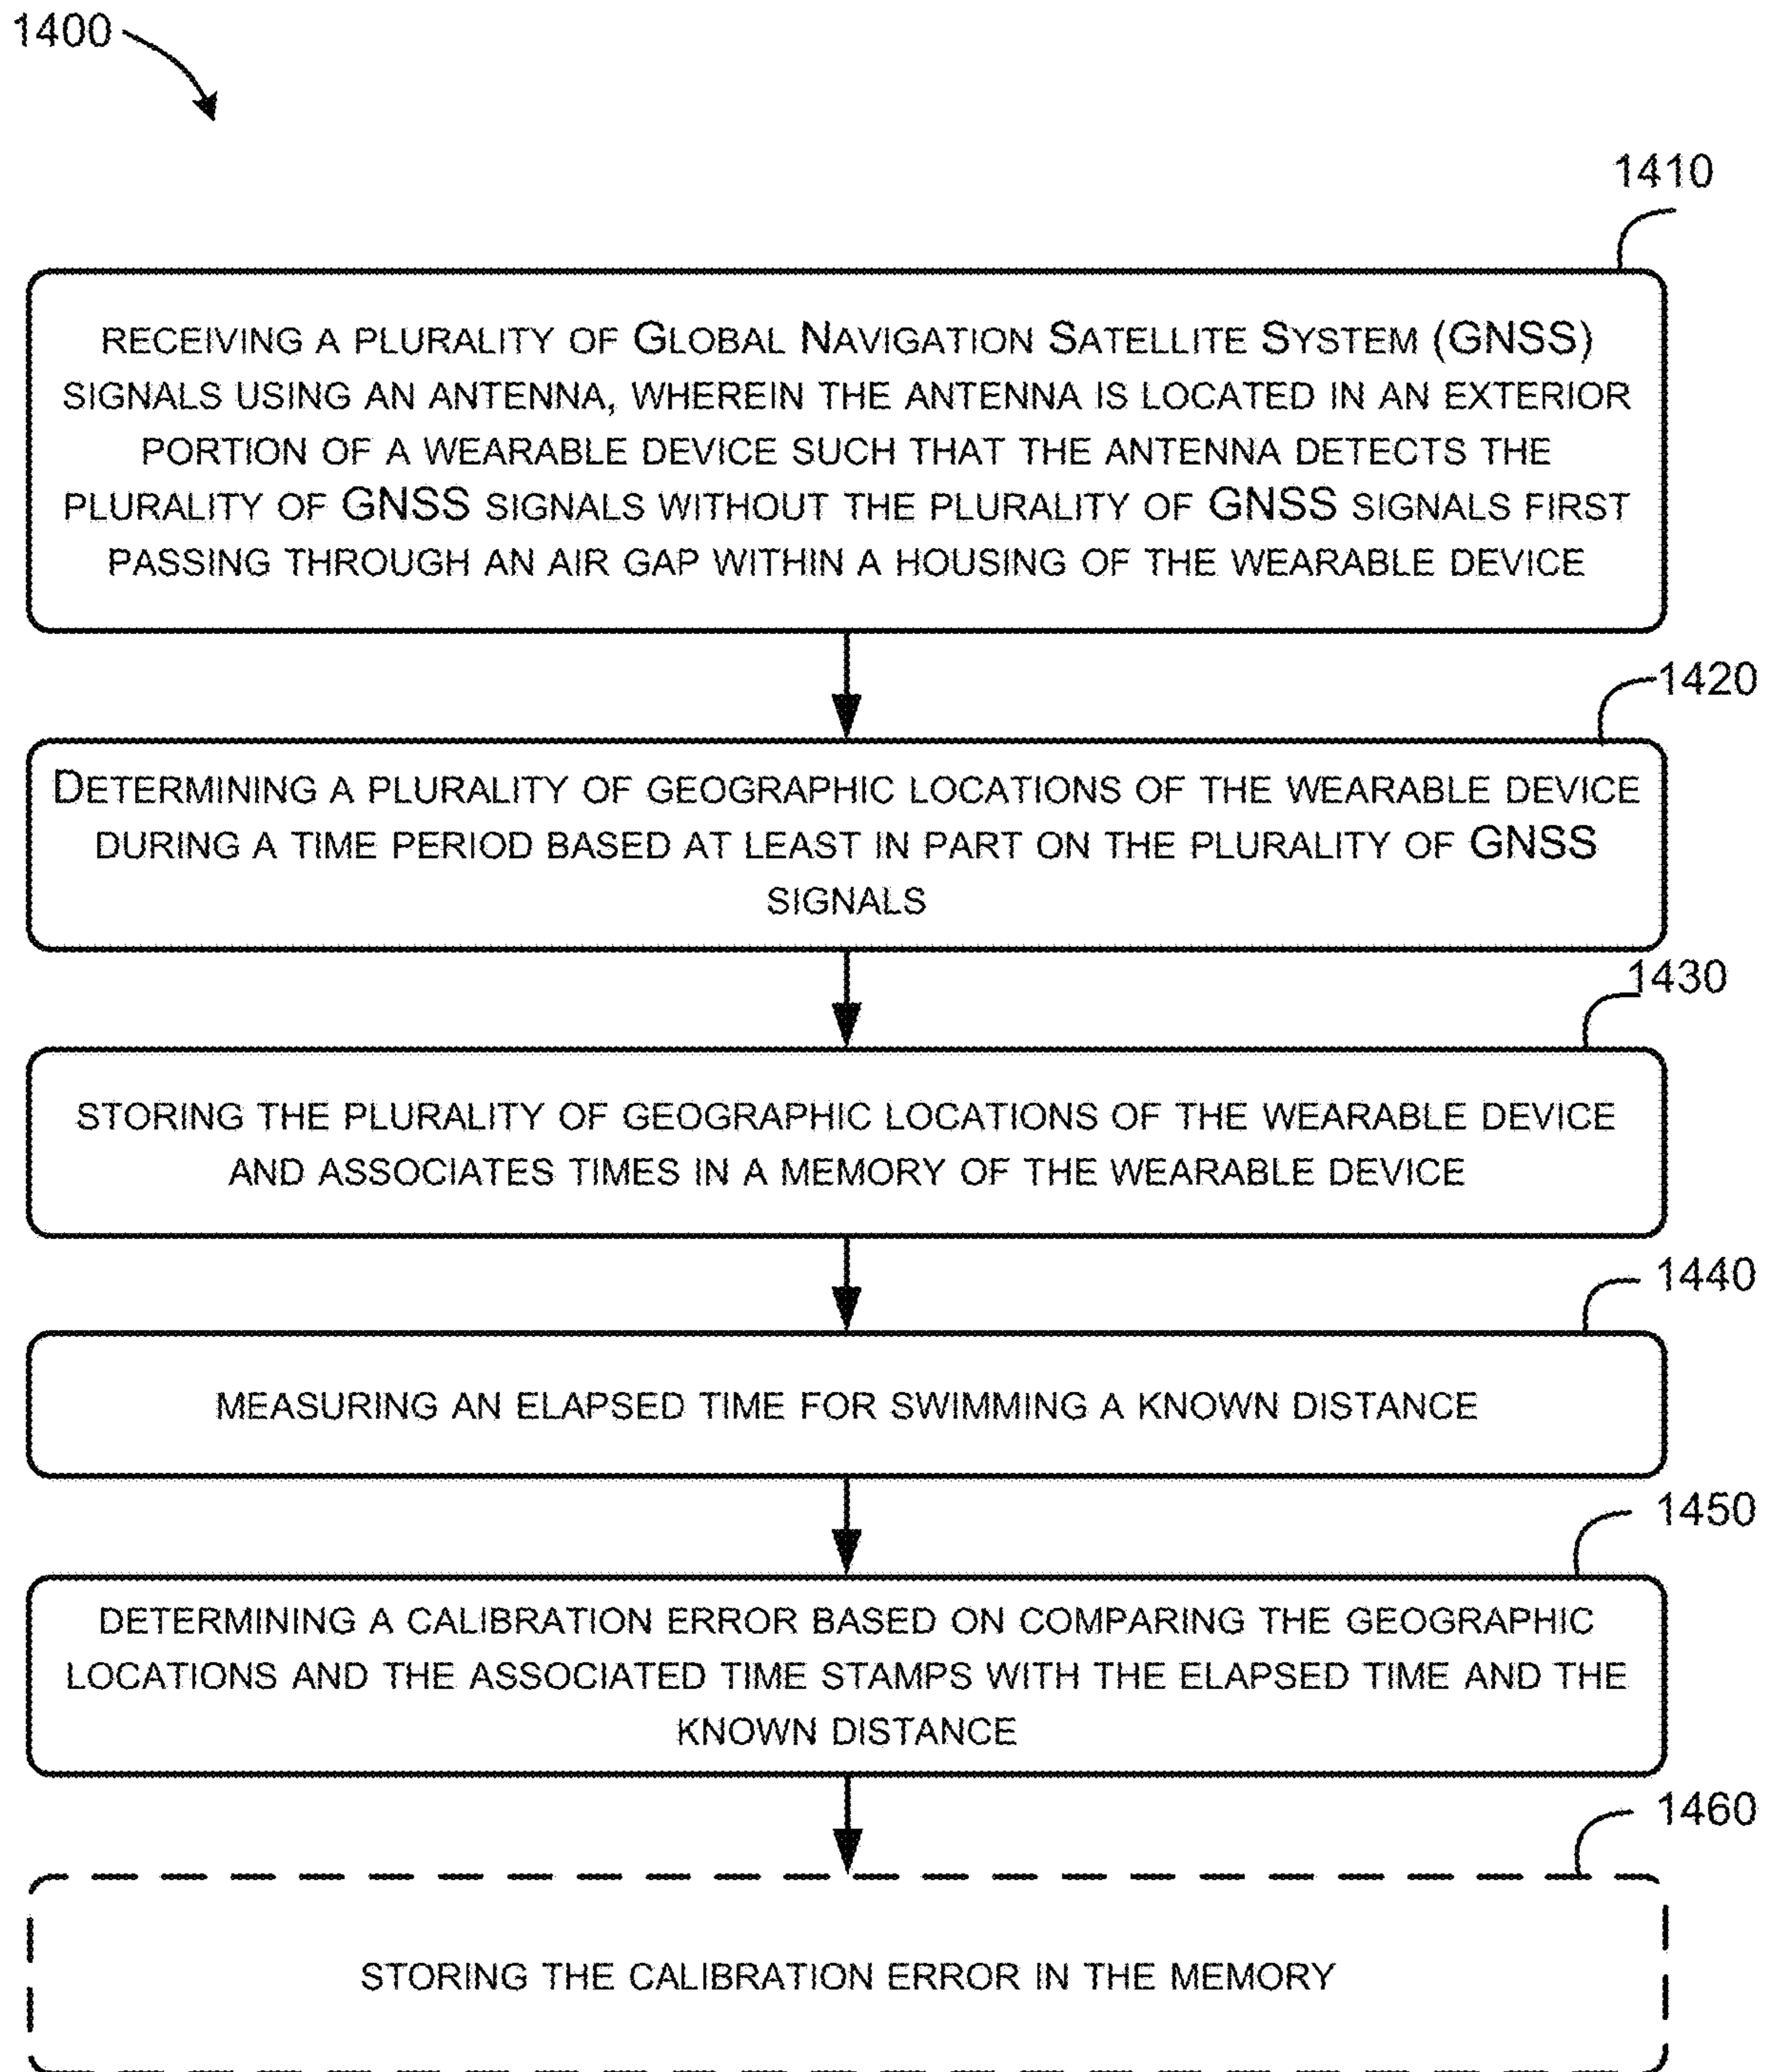 1400
1410
RECEIVING A PLURALITY OF GLOBAL NAVIGATION SATELLITE SYSTEM (GNSS)
SIGNALS USING AN ANTENNA, WHEREIN THE ANTENNA IS LOCATED IN AN EXTERIOR
PORTION OF A WEARABLE DEVICE SUCH THAT THE ANTENNA DETECTS THE
PLURALITY OF GNSS SIGNALS WITHOUT THE PLURALITY OF GNSS SIGNALS FIRST
PASSING THROUGH AN AIR GAP WITHIN A HOUSING OF THE WEARABLE DEVICE
1420
DETERMINING A PLURALITY OF GEOGRAPHIC LOCATIONS OF THE WEARABLE DEVICE
DURING A TIME PERIOD BASED AT LEAST IN PART ON THE PLURALITY OF GNSS
SIGNALS
1430
STORING THE PLURALITY OF GEOGRAPHIC LOCATIONS OF THE WEARABLE DEVICE
AND ASSOCIATES TIMES IN A MEMORY OF THE WEARABLE DEVICE
1440
MEASURING AN ELAPSED TIME FOR SWIMMING A KNOWN DISTANCE
1450
DETERMINING A CALIBRATION ERROR BASED ON COMPARING THE GEOGRAPHIC
LOCATIONS AND THE ASSOCIATED TIME STAMPS WITH THE ELAPSED TIME AND THE
KNOWN DISTANCE
1460
STORING THE CALIBRATION ERROR IN THE MEMORY